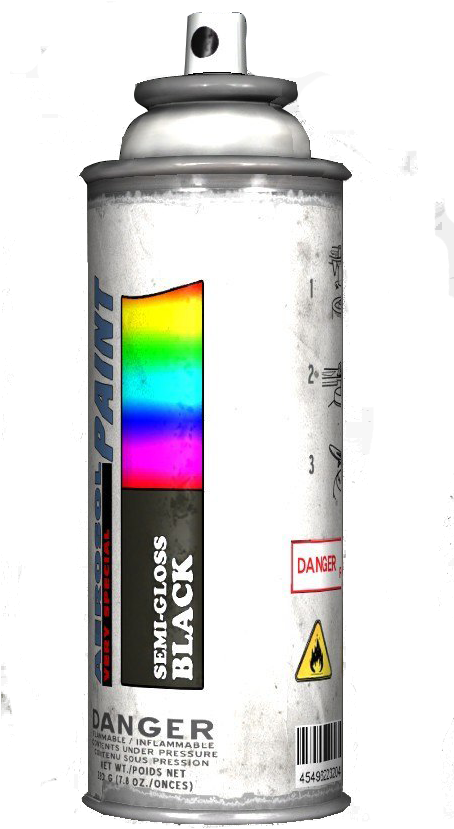 AEROSOL PAINT
VERY SPECIAL
SEMI-GLOSS
BLACK
1
2
3
DANGER
DANGER
FLAMMABLE / INFLAMMABLE
CONTENTS UNDER PRESSURE
CONTENU SOUS PRESSION
NET WT./POIDS NET
G (7.8 OZ./ONCES)